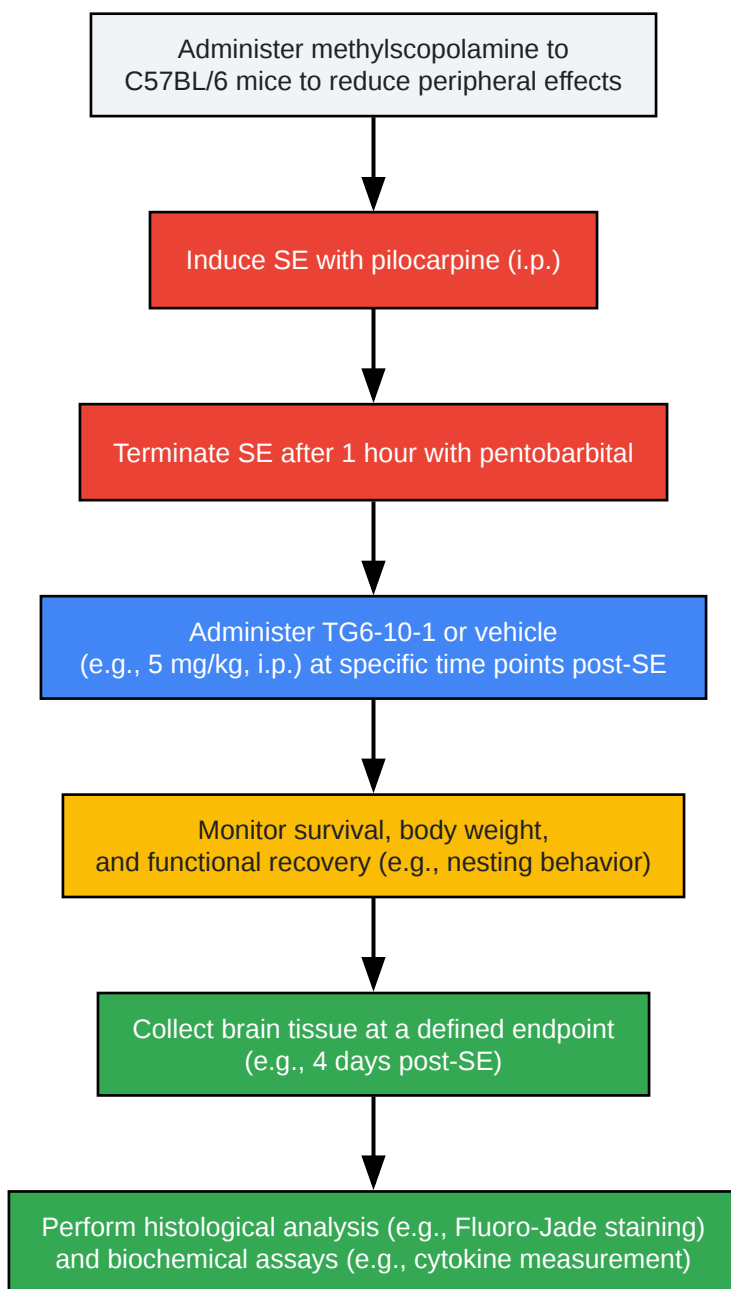 Administer methylscopolamine to
C57BL/6 mice to reduce peripheral effects
Induce SE with pilocarpine (i.p.)
Terminate SE after 1 hour with pentobarbital
Administer TG6-10-1 or vehicle
(e.g., 5 mg/kg, i.p.) at specific time points post-SE
Monitor survival, body weight,
and functional recovery (e.g., nesting behavior)
Collect brain tissue at a defined endpoint
(e.g., 4 days post-SE)
Perform histological analysis (e.g., Fluoro-Jade staining)
and biochemical assays (e.g., cytokine measurement)